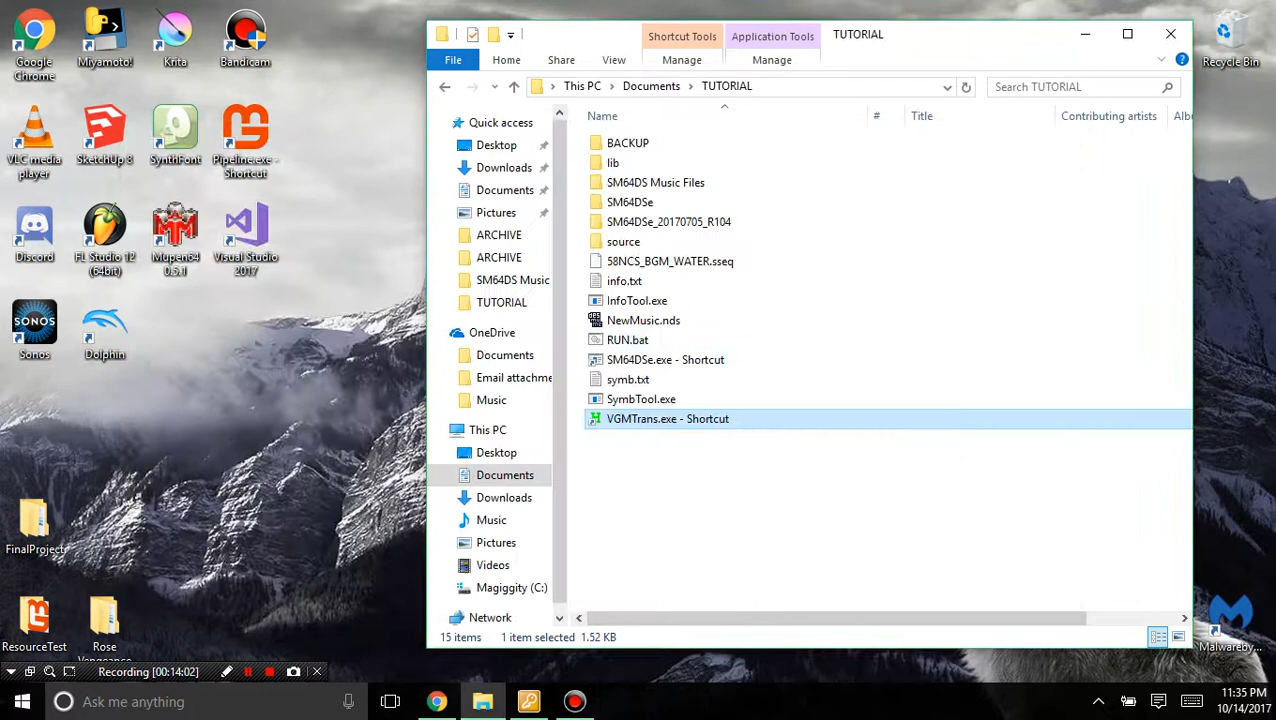 Google Chrome
Miyamoto!
Krita
Bandicam
VLC media player
SketchUp 8
SynthFont
Pipeline.exe - Shortcut
Discord
FL Studio 12 (64bit)
Mupen64 0.5.1
Visual Studio 2017
Sonos
Dolphin
FinalProject
ResourceTest
Rose
Vengeance
Recycle Bin
Malwareby...
Shortcut Tools
Application Tools
TUTORIAL
File
Home
Share
View
Manage
Manage
This PC
Documents
TUTORIAL
Search TUTORIAL
Name
#
Title
Contributing artists
Albu
Quick access
Desktop
Downloads
Documents
Pictures
ARCHIVE
ARCHIVE
SM64DS Music
TUTORIAL
OneDrive
Documents
Email attachme
Music
This PC
Desktop
Documents
Downloads
Music
Pictures
Videos
Magiggity (C:)
Network
BACKUP
lib
SM64DS Music Files
SM64DSe
SM64DSe_20170705_R104
source
58NCS_BGM_WATER.sseq
info.txt
InfoTool.exe
NewMusic.nds
RUN.bat
SM64DSe.exe - Shortcut
symb.txt
SymbTool.exe
VGMTrans.exe - Shortcut
15 items
1 item selected 1.52 KB
Recording [00:14:02]
Ask me anything
11:35 PM
10/14/2017